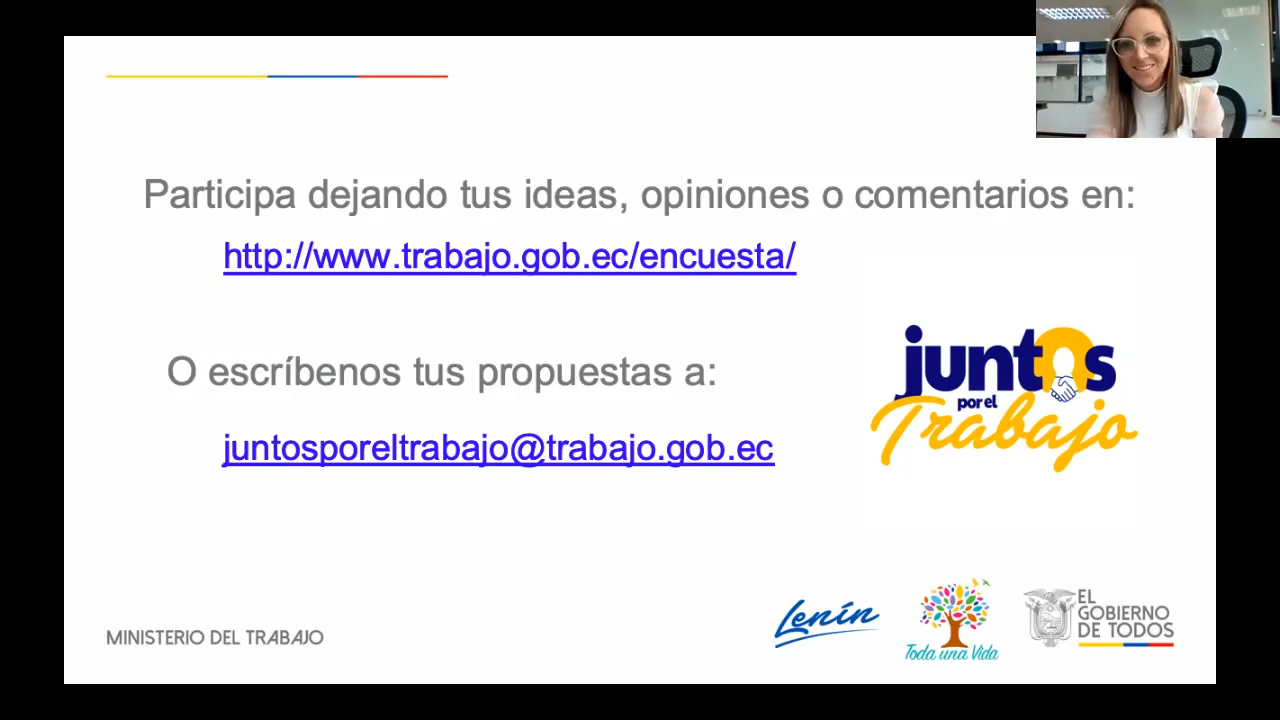 Participa dejando tus ideas, opiniones o comentarios en:
http://www.trabajo.gob.ec/encuesta/
O escríbenos tus propuestas a:
juntosporeltrabajo@trabajo.gob.ec
juntos
por el
Trabajo
MINISTERIO DEL TRABAJO
Lenín
Toda una Vida
EL
GOBIERNO
DE TODOS